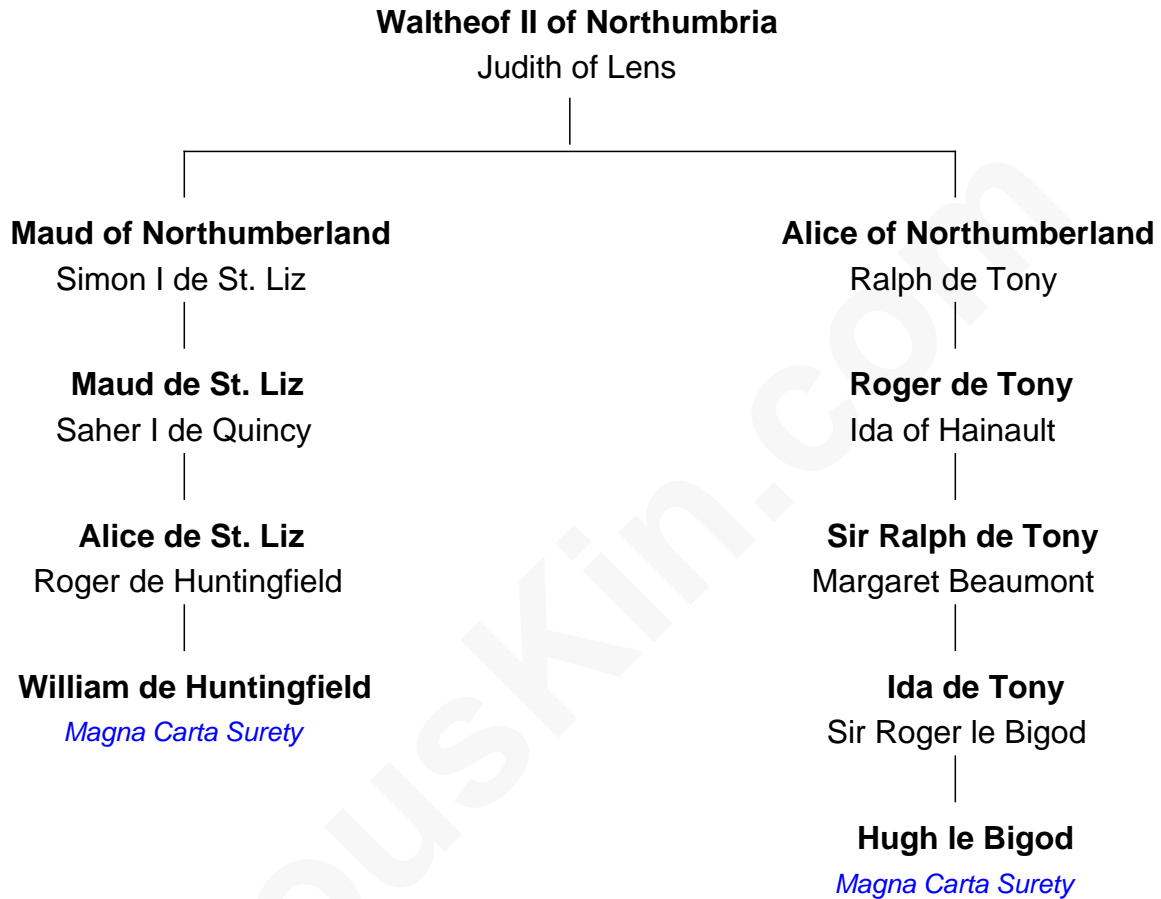 Waltheof II of Northumbria
Judith of Lens
Maud of Northumberland
Simon I de St. Liz
Alice of Northumberland
Ralph de Tony
Maud de St. Liz
Saher I de Quincy
Roger de Tony
Ida of Hainault
Alice de St. Liz
Roger de Huntingfield
Sir Ralph de Tony
Margaret Beaumont
William de Huntingfield
Magna Carta Surety
Ida de Tony
Sir Roger le Bigod
Hugh le Bigod
Magna Carta Surety
ouskin.com